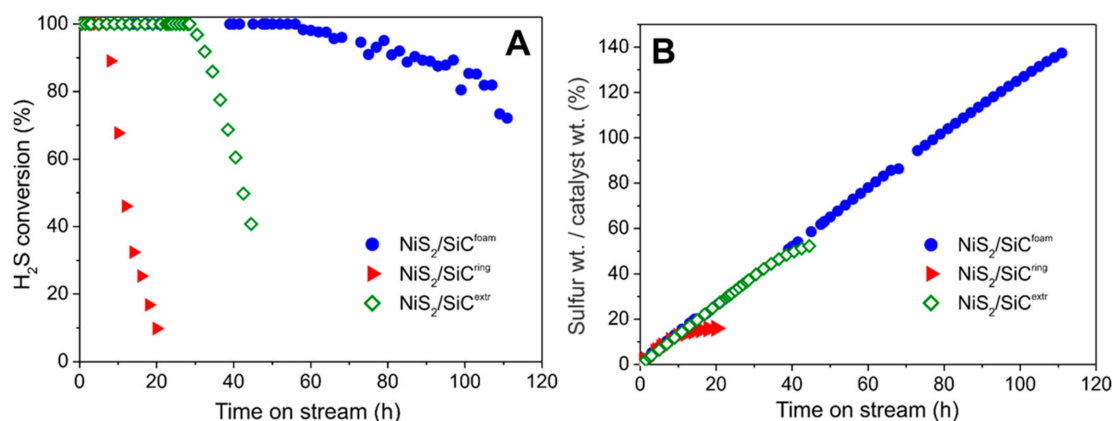 A
H₂S conversion (%)
100
80
60
40
20
0
NiS₂/SiCᶠᵒᵃᵐ
NiS₂/SiCʳⁱⁿᵍ
NiS₂/SiCᵉˣᵗʳ
0 20 40 60 80 100 120
Time on stream (h)
B
Sulfur wt. / catalyst wt. (%)
140
120
100
80
60
40
20
0
NiS₂/SiCᶠᵒᵃᵐ
NiS₂/SiCʳⁱⁿᵍ
NiS₂/SiCᵉˣᵗʳ
0 20 40 60 80 100 120
Time on stream (h)